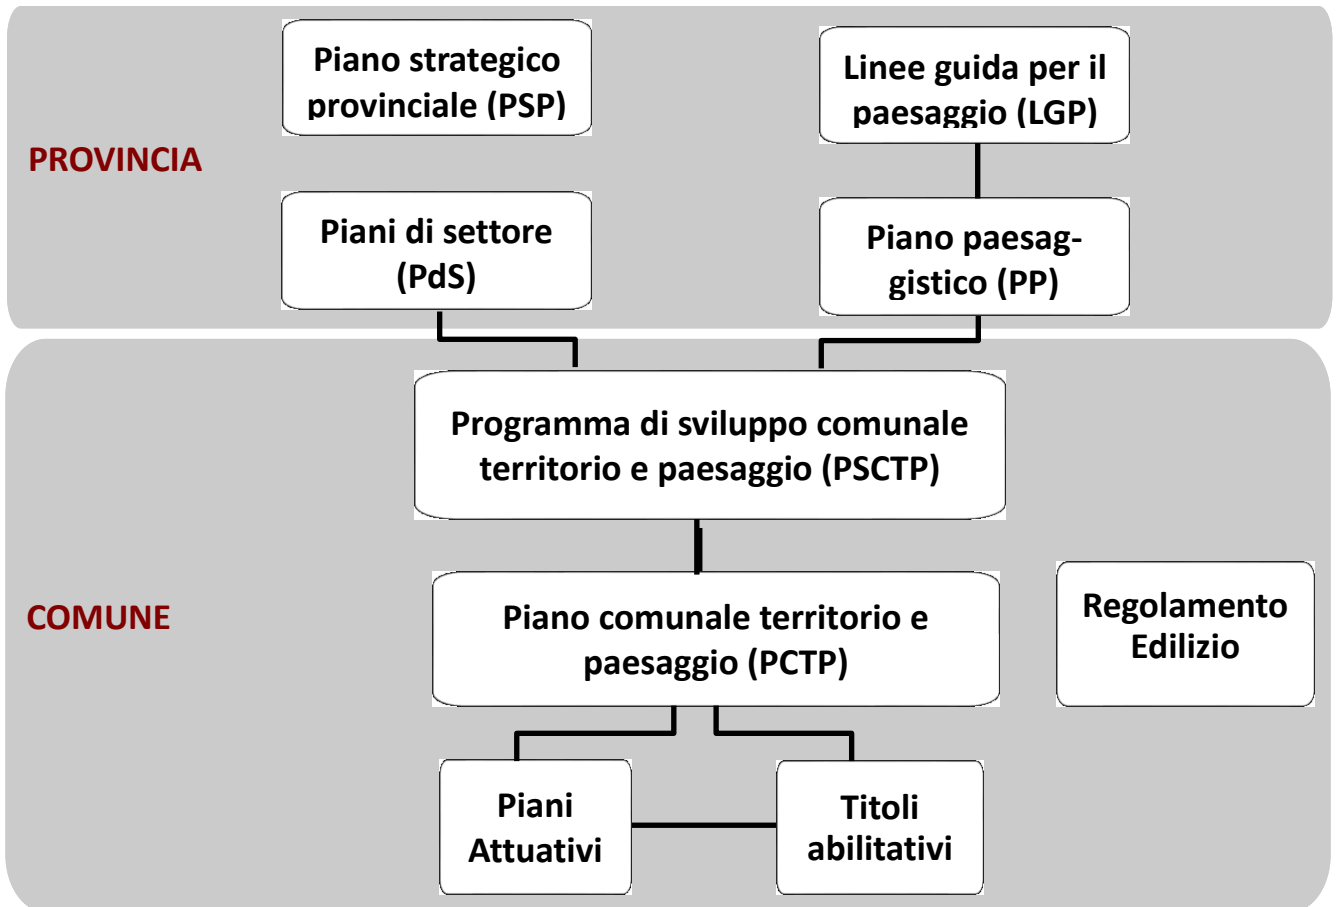 Piano strategico
provinciale (PSP)
Linee guida per il
paesaggio (LGP)
PROVINCIA
Piani di settore
(PdS)
Piano paesag-
gistico (PP)
Programma di sviluppo comunale
territorio e paesaggio (PSCTP)
COMUNE
Piano comunale territorio e
paesaggio (PCTP)
Regolamento
Edilizio
Piani
Attuativi
Titoli
abilitativi